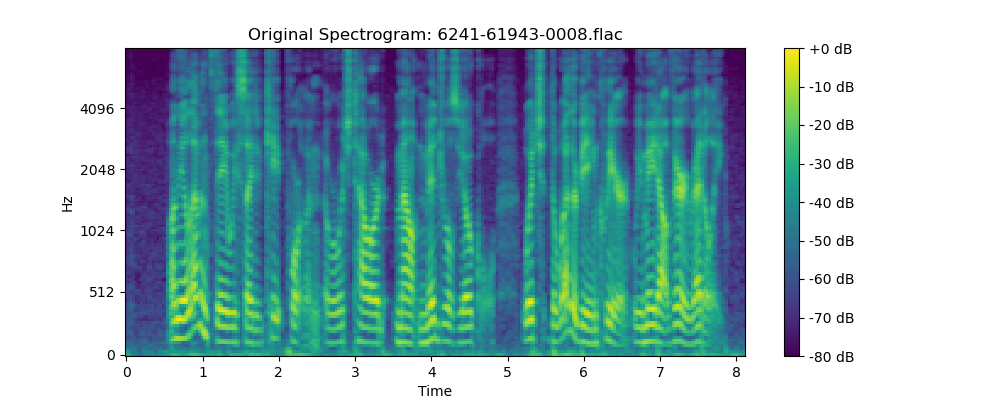 Original Spectrogram: 6241-61943-0008.flac
Hz
4096
2048
1024
512
0
0 1 2 3 4 5 6 7 8
Time
+0 dB
-10 dB
-20 dB
-30 dB
-40 dB
-50 dB
-60 dB
-70 dB
-80 dB